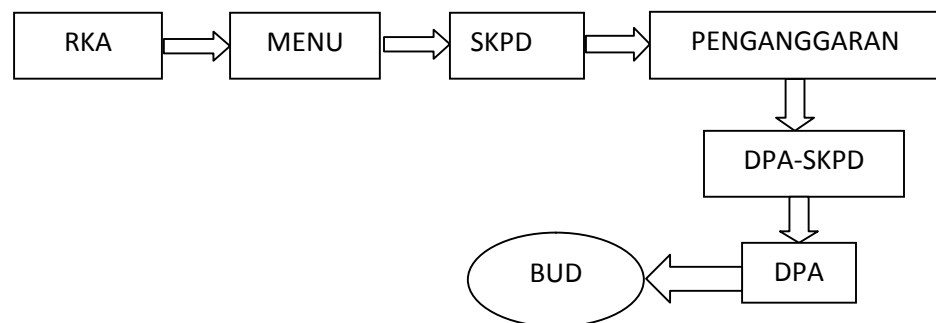 RKA
MENU
SKPD
PENGANGGARAN
DPA-SKPD
DPA
BUD